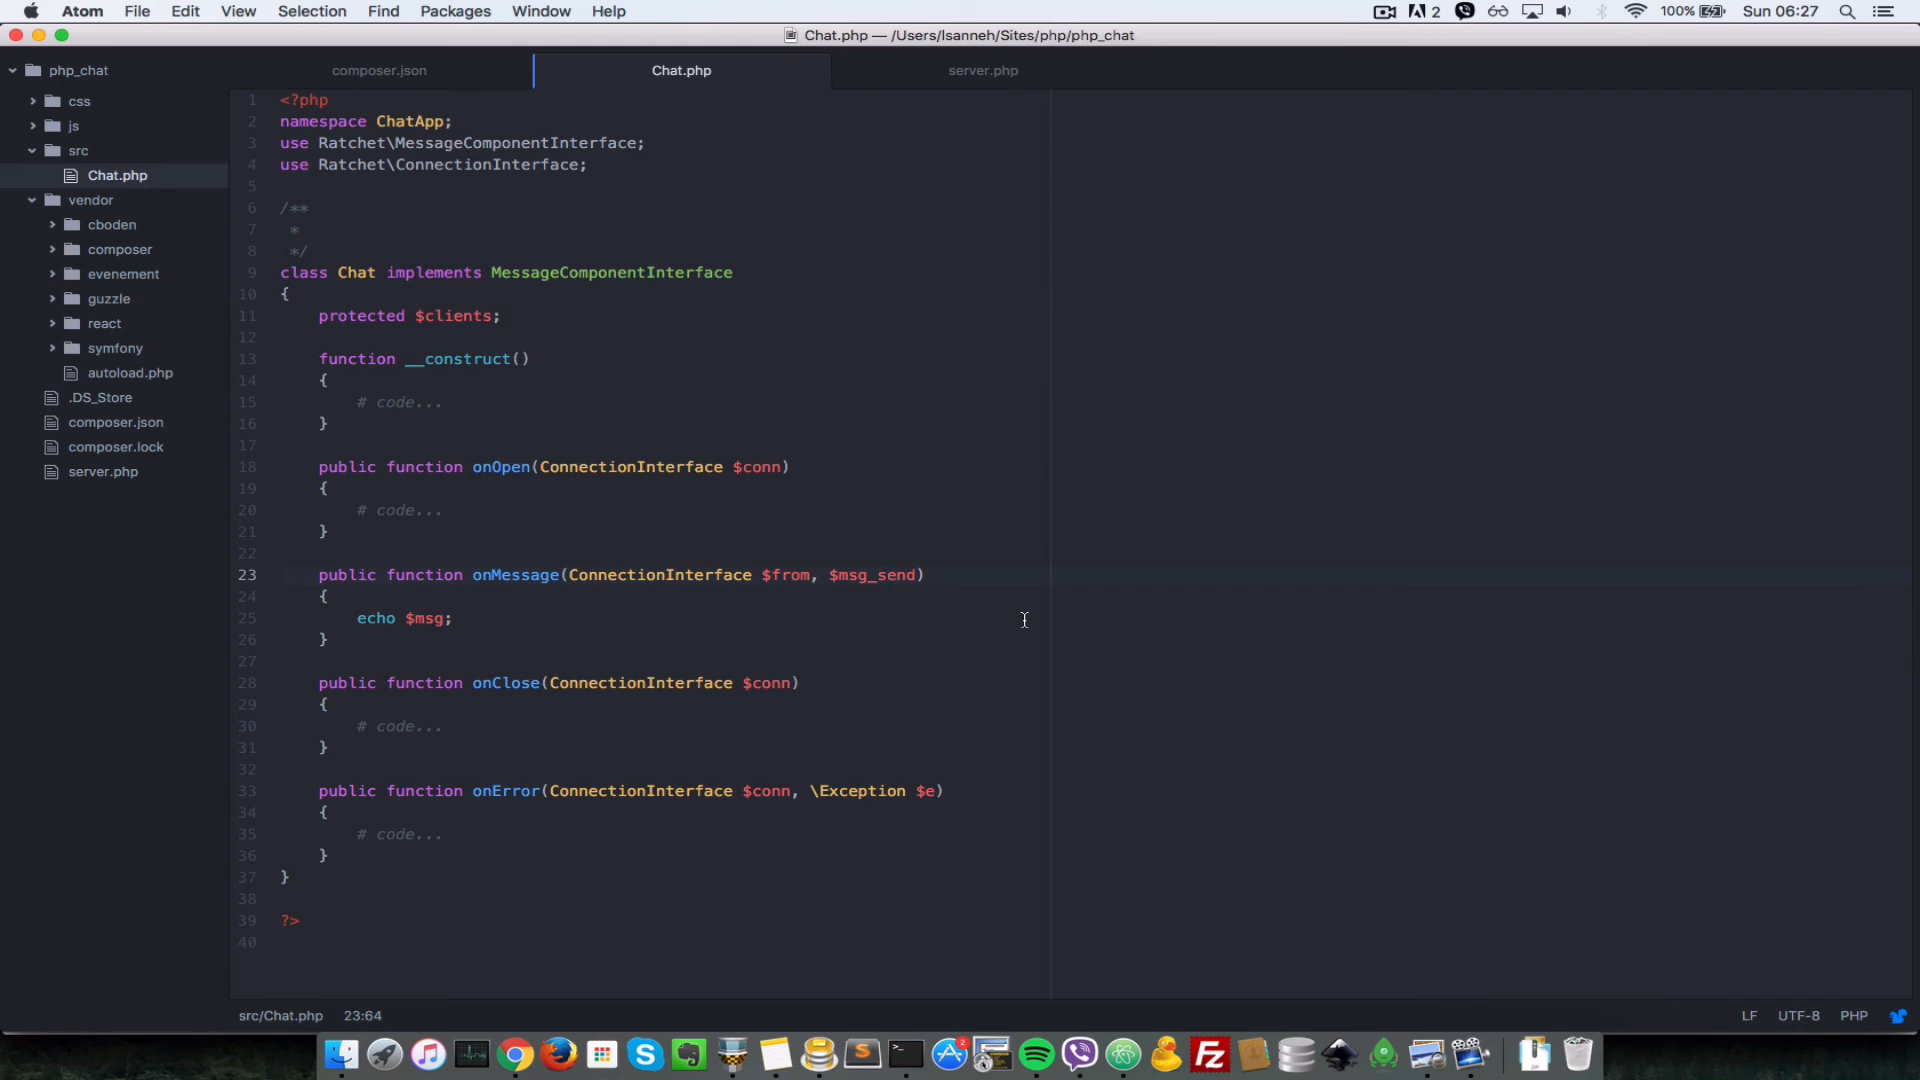 Atom File Edit View Selection Find Packages Window Help 2 100% Sun 06:27
Chat.php — /Users/lsanneh/Sites/php/php_chat
php_chat
css
js
src
Chat.php
vendor
cboden
composer
evenement
guzzle
react
symfony
autoload.php
.DS_Store
composer.json
composer.lock
server.php
composer.json Chat.php server.php
1 <?php
2 namespace ChatApp;
3 use Ratchet\MessageComponentInterface;
4 use Ratchet\ConnectionInterface;
5
6 /**
7 *
8 */
9 class Chat implements MessageComponentInterface
10 {
11 protected $clients;
12
13 function __construct()
14 {
15 # code...
16 }
17
18 public function onOpen(ConnectionInterface $conn)
19 {
20 # code...
21 }
22
23 public function onMessage(ConnectionInterface $from, $msg_send)
24 {
25 echo $msg;
26 }
27
28 public function onClose(ConnectionInterface $conn)
29 {
30 # code...
31 }
32
33 public function onError(ConnectionInterface $conn, \Exception $e)
34 {
35 # code...
36 }
37 }
38
39 ?>
40
src/Chat.php 23:64 LF UTF-8 PHP